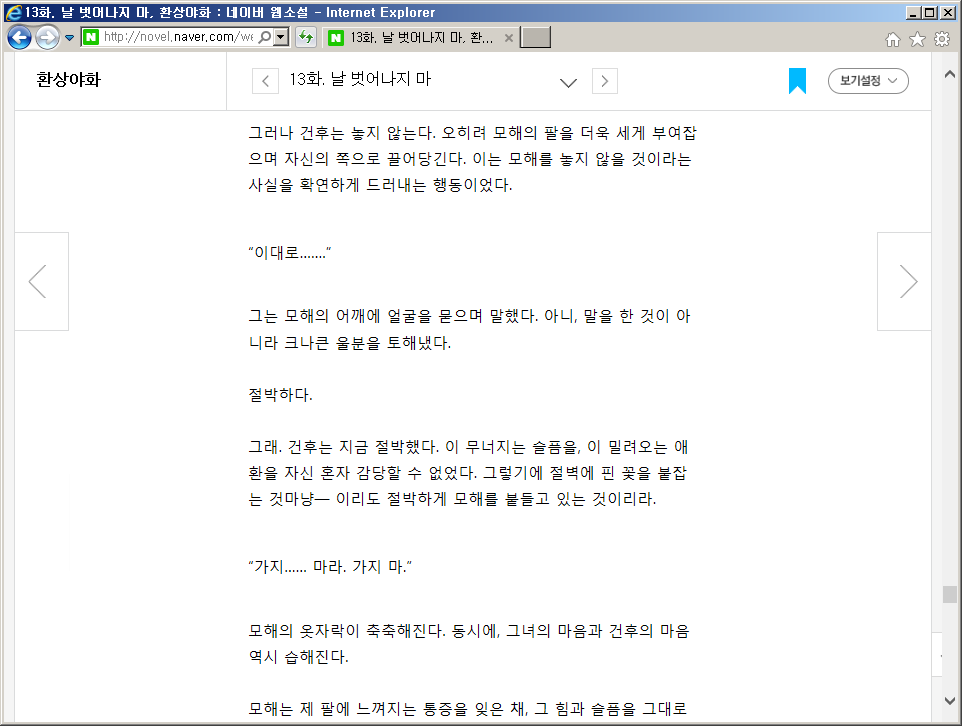 13화. 날 벗어나지 마, 환상야화 : 네이버 웹소설 - Internet Explorer
http://novel.naver.com/we
13화. 날 벗어나지 마, 환...
환상야화
13화. 날 벗어나지 마
보기설정
그러나 건후는 놓지 않는다. 오히려 모해의 팔을 더욱 세게 부여잡
으며 자신의 쪽으로 끌어당긴다. 이는 모해를 놓지 않을 것이라는
사실을 확연하게 드러내는 행동이었다.
“이대로.......”
그는 모해의 어깨에 얼굴을 묻으며 말했다. 아니, 말을 한 것이 아
니라 크나큰 울분을 토해냈다.
절박하다.
그래. 건후는 지금 절박했다. 이 무너지는 슬픔을, 이 밀려오는 애
환을 자신 혼자 감당할 수 없었다. 그렇기에 절벽에 핀 꽃을 붙잡
는 것마냥― 이리도 절박하게 모해를 붙들고 있는 것이리라.
“가지...... 마라. 가지 마.”
모해의 옷자락이 축축해진다. 동시에, 그녀의 마음과 건후의 마음
역시 습해진다.
모해는 제 팔에 느껴지는 통증을 잊은 채, 그 힘과 슬픔을 그대로